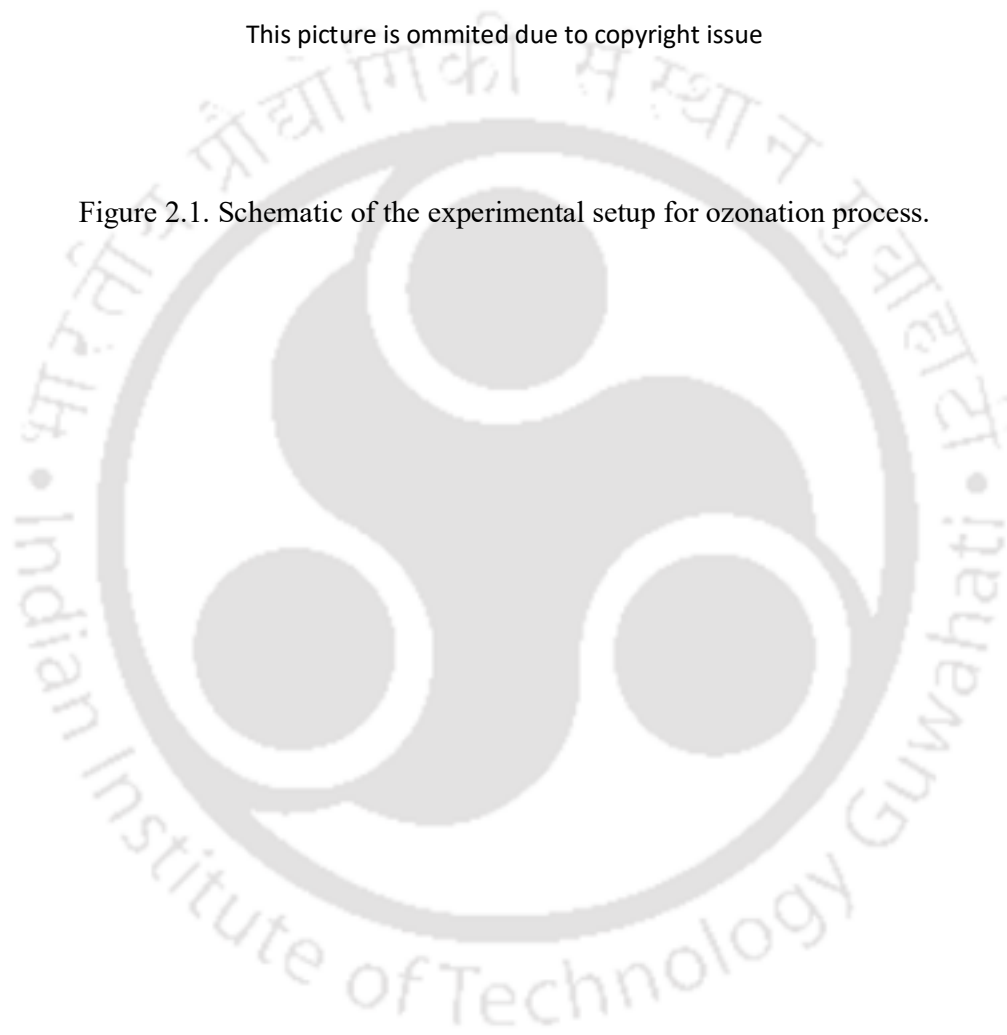 This picture is ommited due to copyright issue
Figure 2.1. Schematic of the experimental setup for ozonation process.
Indian Institute of Technology Guwahati